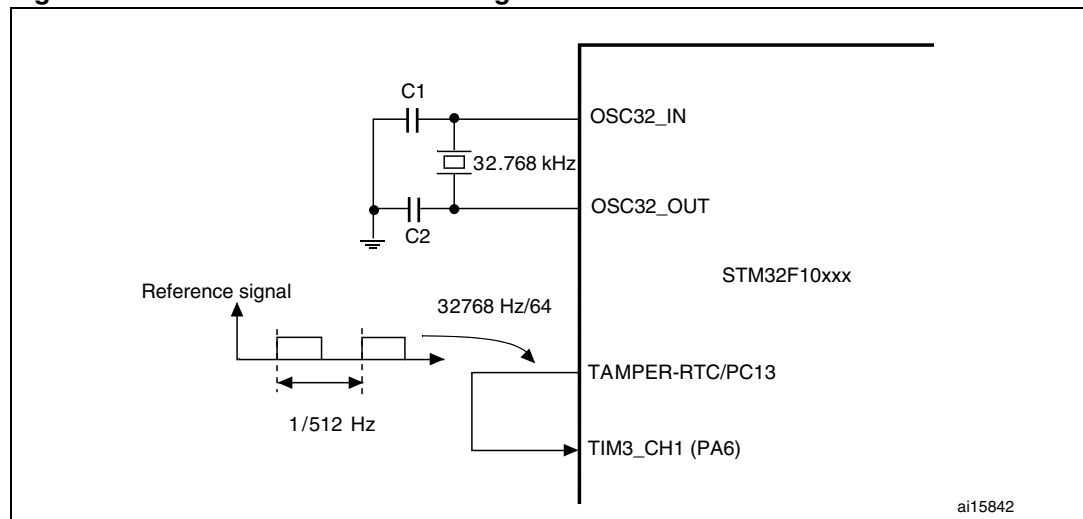 C1
OSC32_IN
32.768 kHz
OSC32_OUT
C2
STM32F10xxx
Reference signal
32768 Hz/64
TAMPER-RTC/PC13
1/512 Hz
TIM3_CH1 (PA6)
ai15842